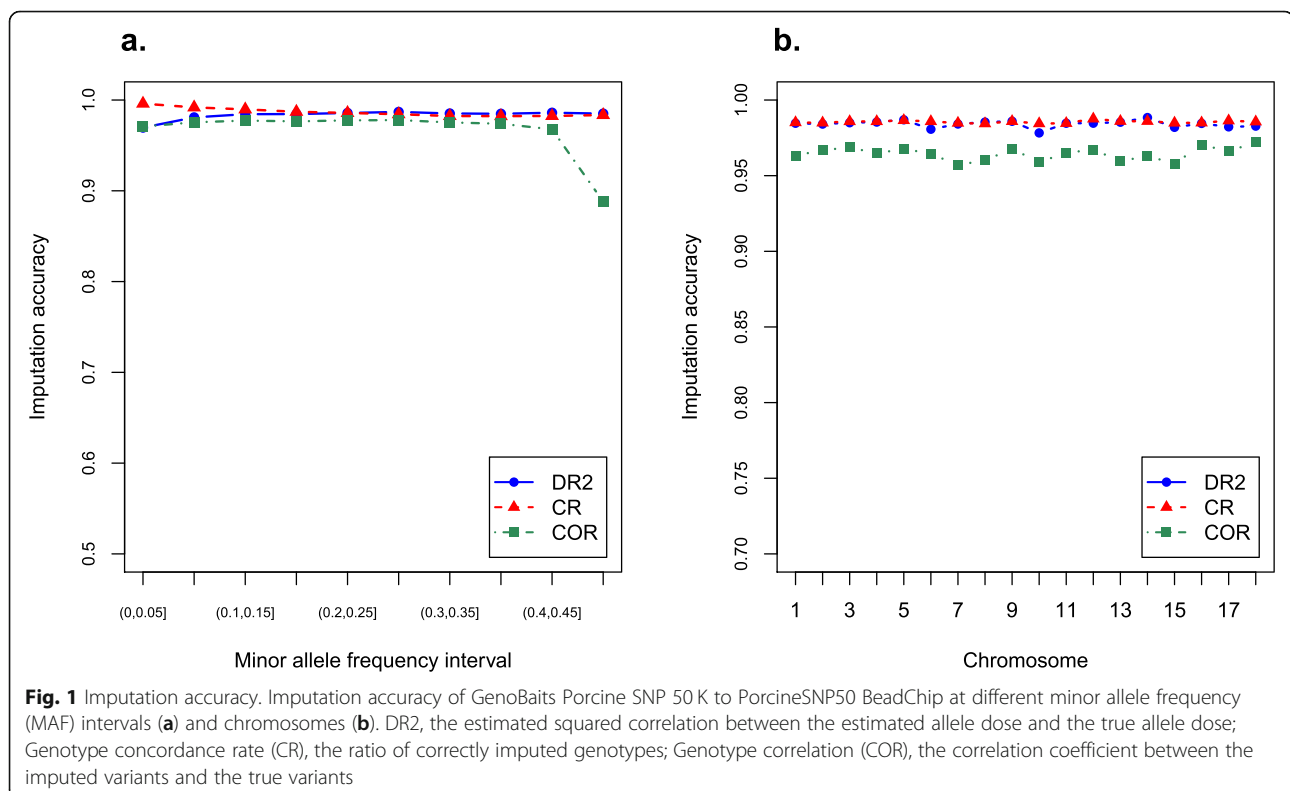 a.
Imputation accuracy
1.0
0.9
0.8
0.7
0.6
0.5
DR2
CR
COR
(0,0.05]
(0.1,0.15]
(0.2,0.25]
(0.3,0.35]
(0.4,0.45]
Minor allele frequency interval
b.
Imputation accuracy
1.00
0.95
0.90
0.85
0.80
0.75
0.70
DR2
CR
COR
1 3 5 7 9 11 13 15 17
Chromosome
Fig. 1 Imputation accuracy. Imputation accuracy of GenoBaits Porcine SNP 50 K to PorcineSNP50 BeadChip at different minor allele frequency
(MAF) intervals (a) and chromosomes (b). DR2, the estimated squared correlation between the estimated allele dose and the true allele dose;
Genotype concordance rate (CR), the ratio of correctly imputed genotypes; Genotype correlation (COR), the correlation coefficient between the
imputed variants and the true variants